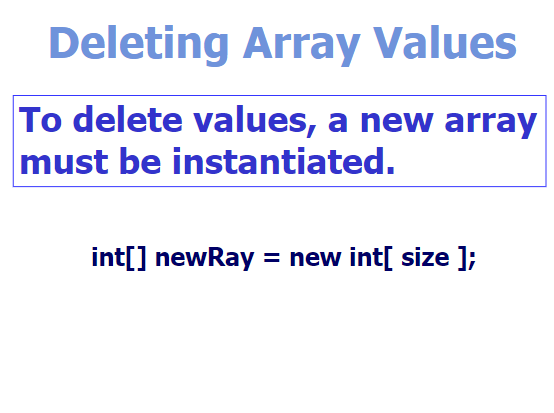 Deleting Array Values
To delete values, a new array
must be instantiated.
int[] newRay = new int[ size ];